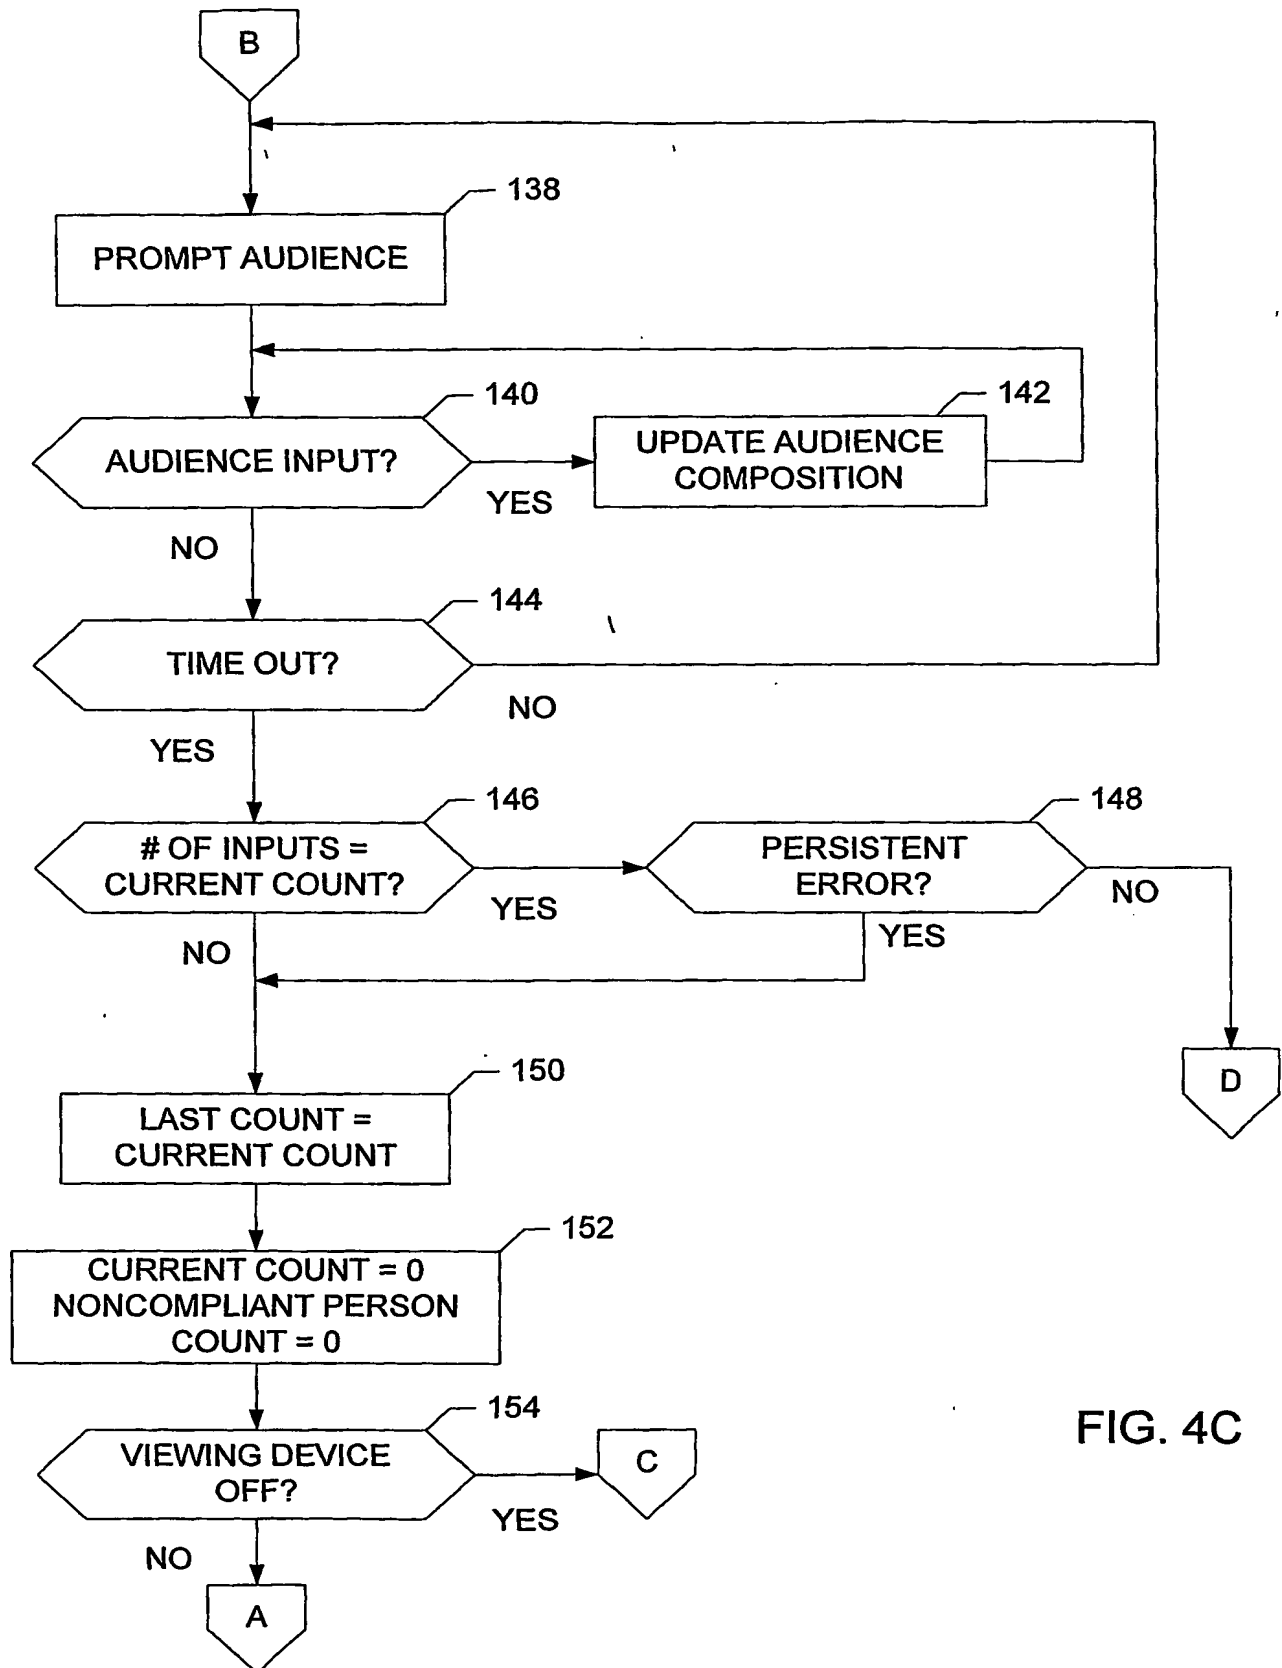 B
138
PROMPT AUDIENCE
140
AUDIENCE INPUT?
YES
142
UPDATE AUDIENCE
COMPOSITION
NO
144
TIME OUT?
NO
YES
146
# OF INPUTS =
CURRENT COUNT?
YES
148
PERSISTENT
ERROR?
NO
YES
NO
D
150
LAST COUNT =
CURRENT COUNT
152
CURRENT COUNT = 0
NONCOMPLIANT PERSON
COUNT = 0
154
VIEWING DEVICE
OFF?
YES
C
NO
A
FIG. 4C